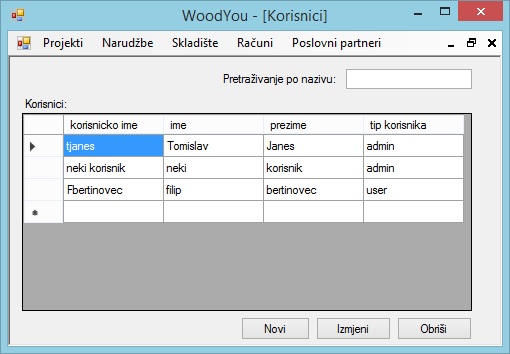 WoodYou - [Korisnici]
Projekti Narudžbe Skladište Računi Poslovni partneri
Pretraživanje po nazivu:
Korisnici:
korisnicko ime ime prezime tip korisnika
tjanes Tomislav Janes admin
neki korisnik neki korisnik admin
Fbertinovec filip bertinovec user
Novi Izmjeni Obriši